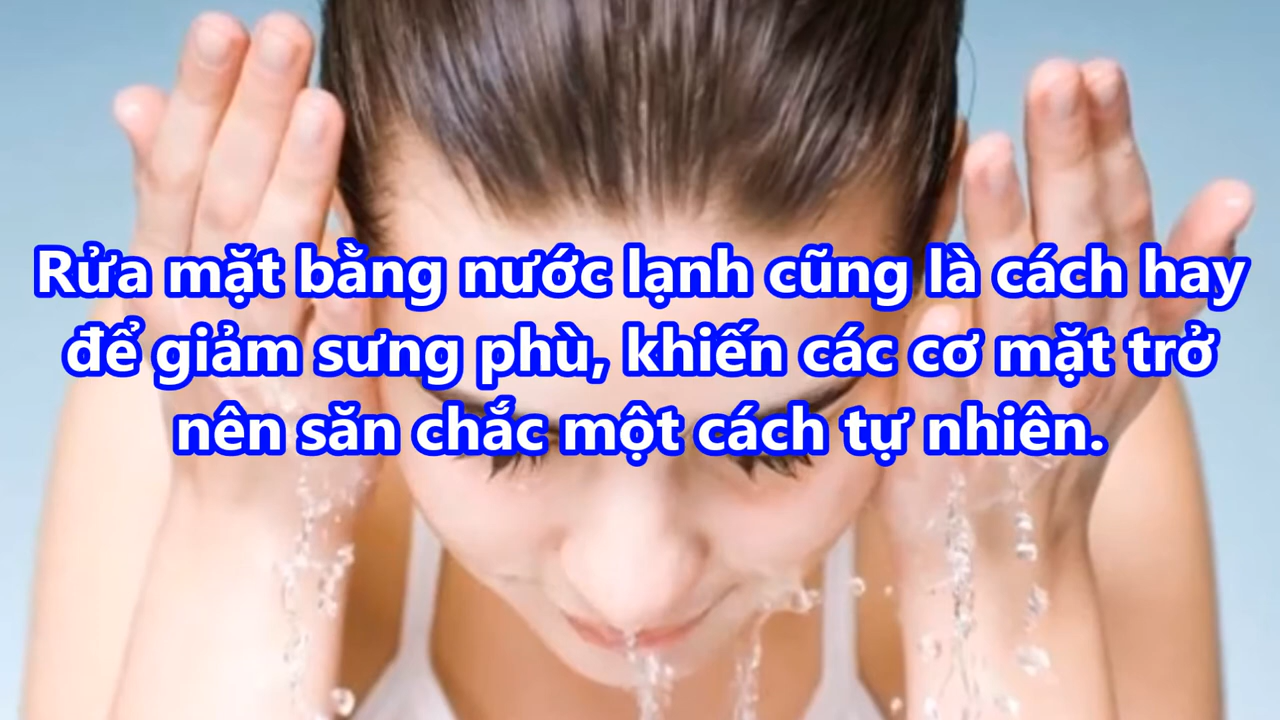 Rửa mặt bằng nước lạnh cũng là cách hay
để giảm sưng phù, khiến các cơ mặt trở
nên săn chắc một cách tự nhiên.